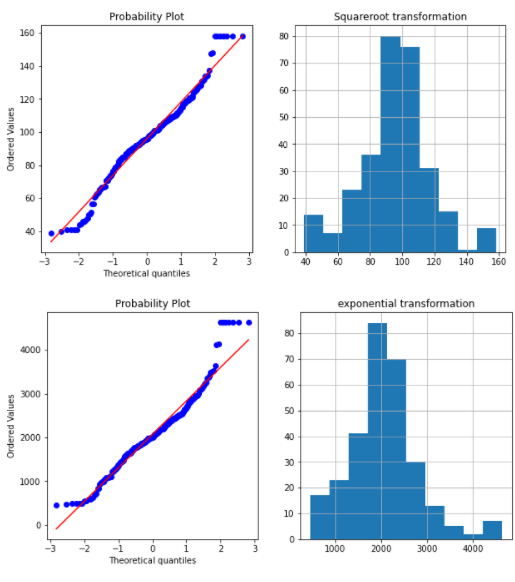 Probability Plot
Ordered Values
160
140
120
100
80
60
40
−3 −2 −1 0 1 2 3
Theoretical quantiles
Squareroot transformation
80
70
60
50
40
30
20
10
0
40 60 80 100 120 140 160
Probability Plot
Ordered Values
4000
3000
2000
1000
0
−3 −2 −1 0 1 2 3
Theoretical quantiles
exponential transformation
80
70
60
50
40
30
20
10
0
1000 2000 3000 4000